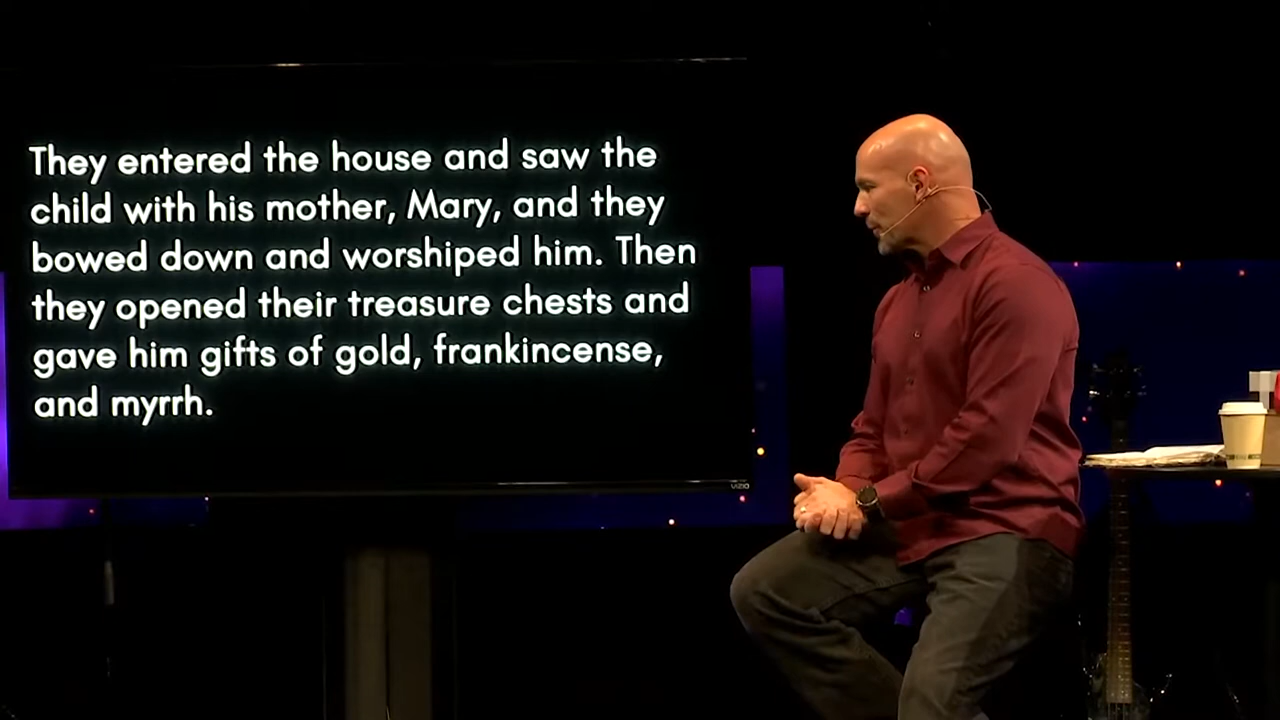 They entered the house and saw the
child with his mother, Mary, and they
bowed down and worshiped him. Then
they opened their treasure chests and
gave him gifts of gold, frankincense,
and myrrh.
VIZIO